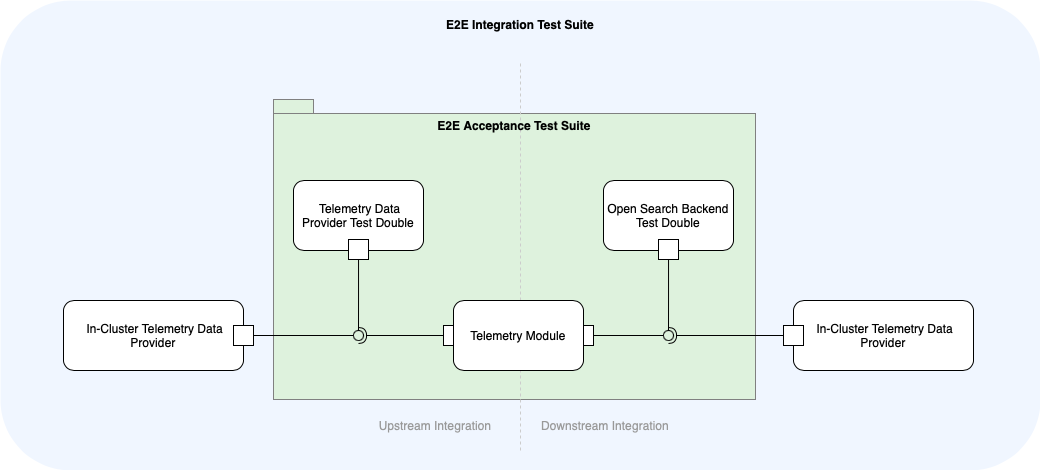 E2E Integration Test Suite
E2E Acceptance Test Suite
Telemetry Data
Provider Test Double
Open Search Backend
Test Double
In-Cluster Telemetry Data
Provider
Telemetry Module
In-Cluster Telemetry Data
Provider
Upstream Integration
Downstream Integration